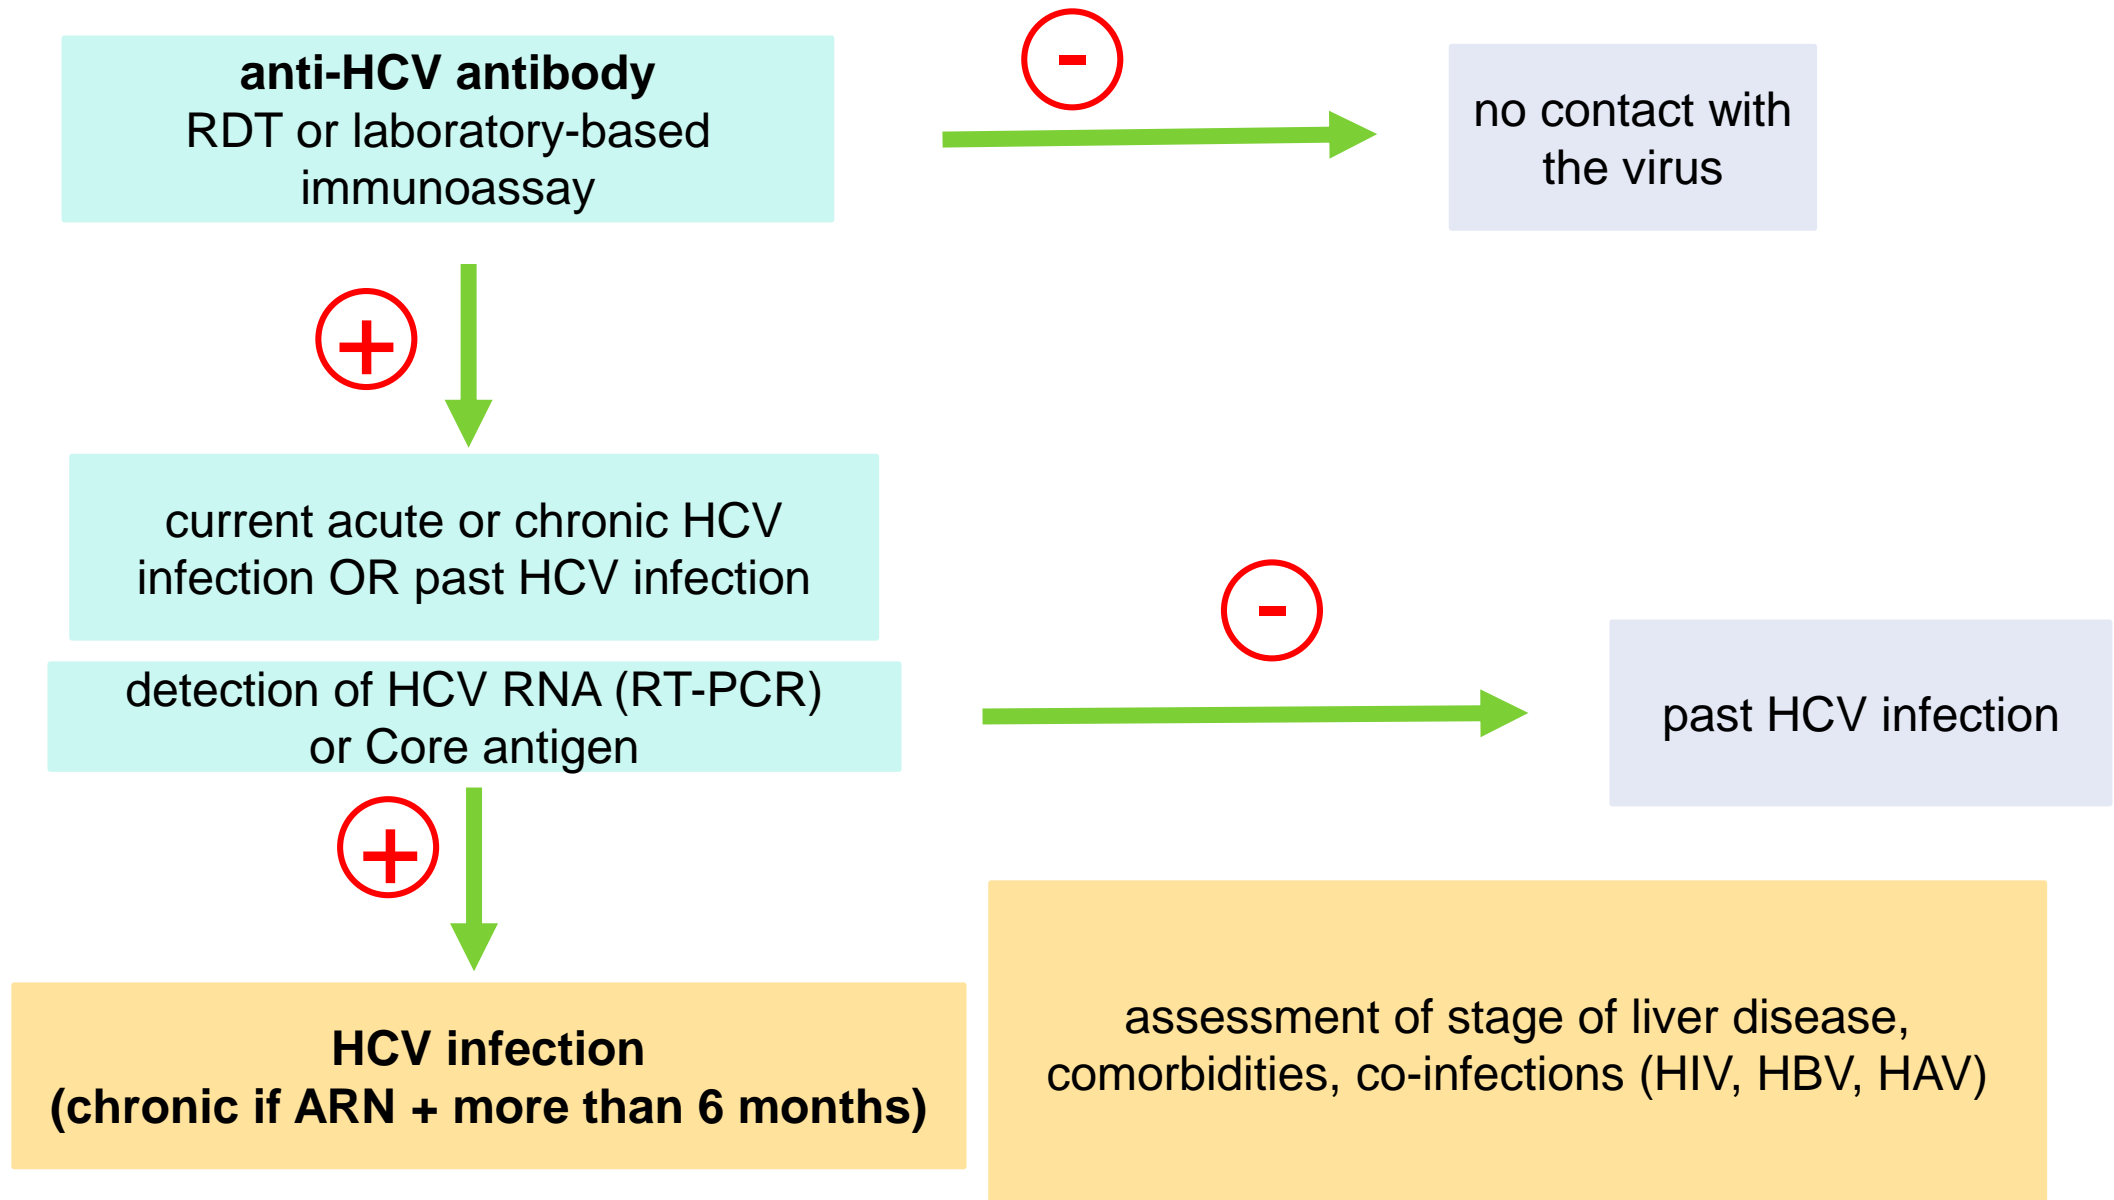 anti-HCV antibody
RDT or laboratory-based
immunoassay
-
no contact with
the virus
+
current acute or chronic HCV
infection OR past HCV infection
detection of HCV RNA (RT-PCR)
or Core antigen
-
past HCV infection
+
HCV infection
(chronic if ARN + more than 6 months)
assessment of stage of liver disease,
comorbidities, co-infections (HIV, HBV, HAV)